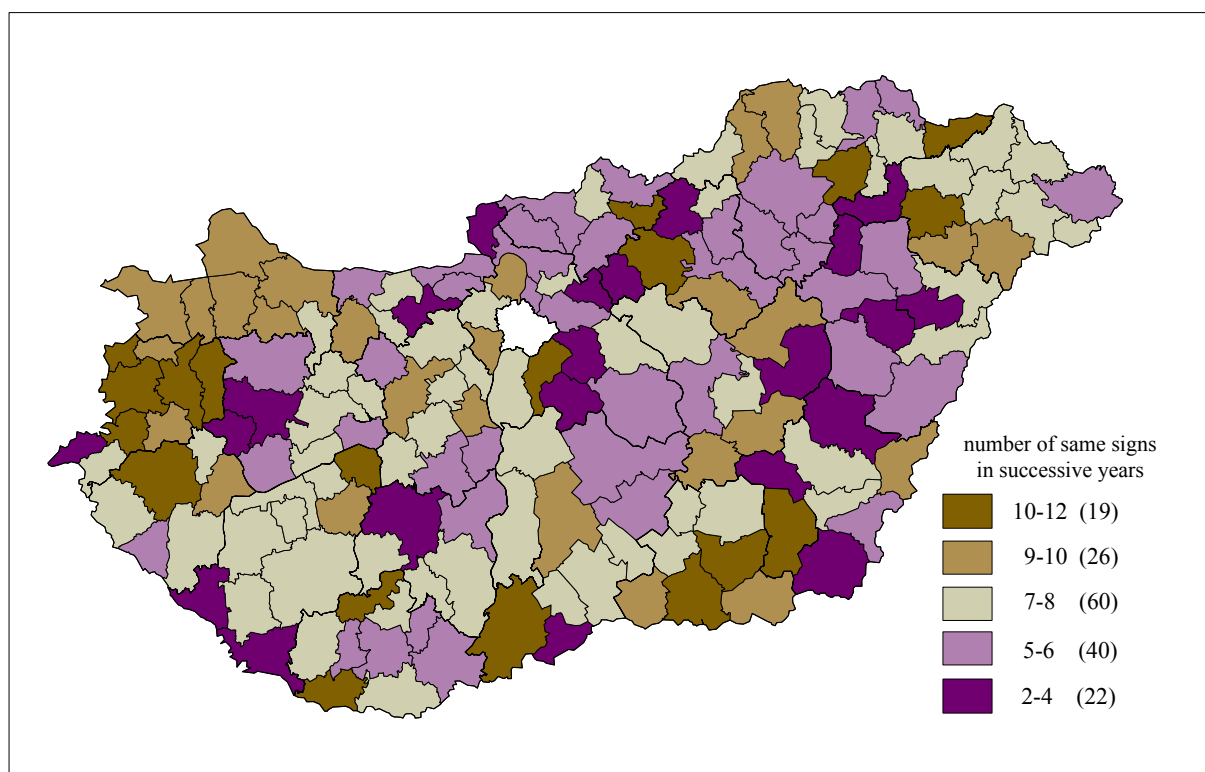 number of same signs
in successive years
10-12 (19)
9-10 (26)
7-8 (60)
5-6 (40)
2-4 (22)